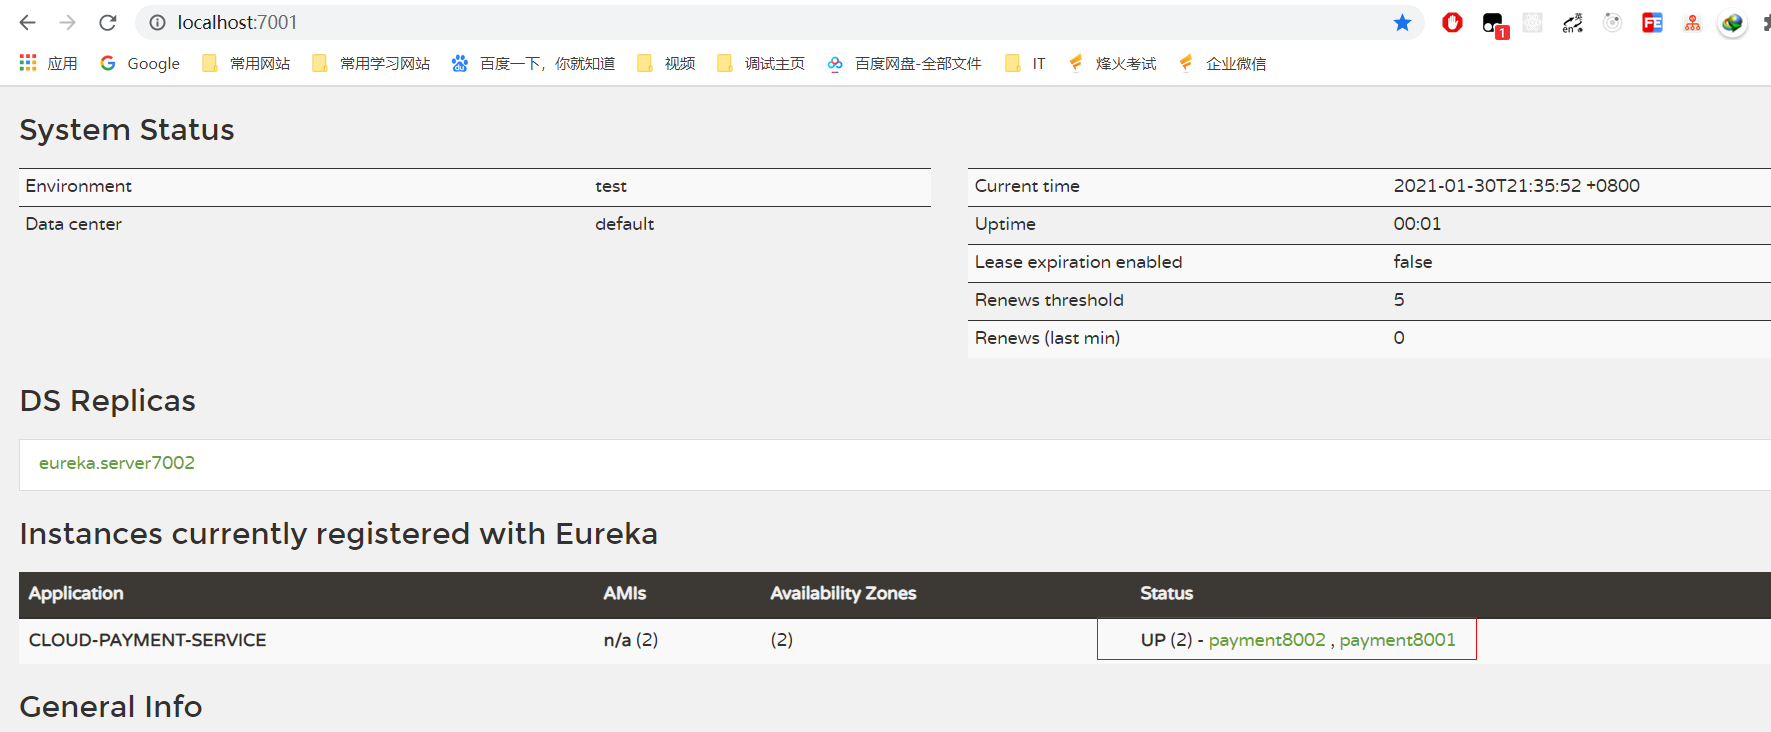 localhost:7001
1
英
en
FE
应用 Google 常用网站 常用学习网站 百度一下，你就知道 视频 调试主页 百度网盘-全部文件 IT 烽火考试 企业微信
System Status
Environment test
Data center default
Current time 2021-01-30T21:35:52 +0800
Uptime 00:01
Lease expiration enabled false
Renews threshold 5
Renews (last min) 0
DS Replicas
eureka.server7002
Instances currently registered with Eureka
Application AMIs Availability Zones Status
CLOUD-PAYMENT-SERVICE n/a (2) (2) UP (2) - payment8002 , payment8001
General Info